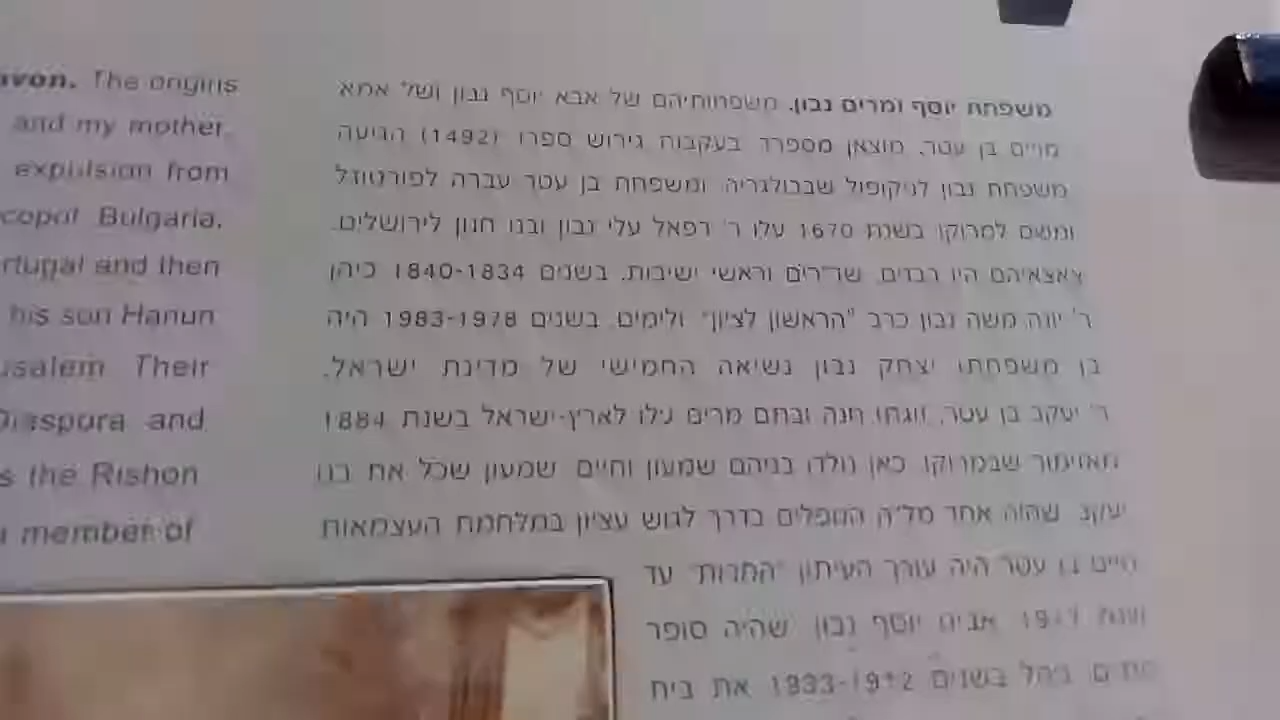 משפחת יוסף ומרים נבון. משפחותיהם של אבא יוסף נבון ושל אמא
מרים בן עטר, מוצאן מספרד. בעקבות גירוש ספרד (1492) הגיעה
משפחת נבון לניקופול שבבולגריה, ומשפחת בן עטר עברה לפורטוגל
ומשם למרוקו. בשנת 1670 עלו ר' רפאל עלי נבון ובנו חנון לירושלים.
צאצאיהם היו רבנים, שד"רים וראשי ישיבות. בשנים 1840-1834 כיהן
ר' יונה משה נבון כרב "הראשון לציון" ולימים, בשנים 1983-1978 היה
בן משפחתו יצחק נבון נשיאה החמישי של מדינת ישראל.
ר' יעקב בן עטר, זוגתו חנה ובתם מרים עלו לארץ-ישראל בשנת 1884
מאזימור שבמרוקו. כאן נולדו בניהם שמעון וחיים. שמעון שכל את בנו
יעקב, שהיה אחד מל"ה הנופלים בדרך לגוש עציון במלחמת העצמאות.
חיים בן עטר היה עורך העיתון "החרות" עד
שנת 1917. אבינו יוסף נבון, שהיה סופר
ניהל בשנים 1933-1912 את בית
avon. The origins
and my mother,
expulsion from
copol Bulgaria,
rtugal and then
his son Hanun
usalem. Their
Diaspora and
s the Rishon
a member of